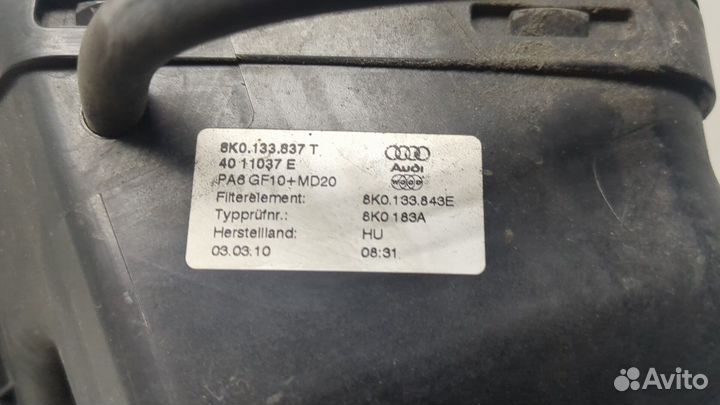 8K0.133.837 T
40 11037 E
Audi
PA6 GF10+MD20
Filterelement: 8K0.133.843E
Typprüfnr.: 8K0 183A
Herstellland: HU
03.03.10 08:31
Avito